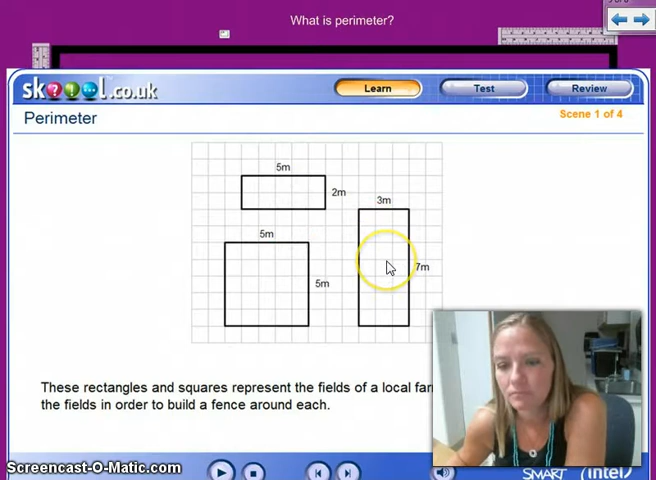 What is perimeter?
skoool.co.uk
Learn
Test
Review
Perimeter
Scene 1 of 4
5m
2m
3m
5m
7m
5m
These rectangles and squares represent the fields of a local
the fields in order to build a fence around each.
Screencast-O-Matic.com
SMART
intel